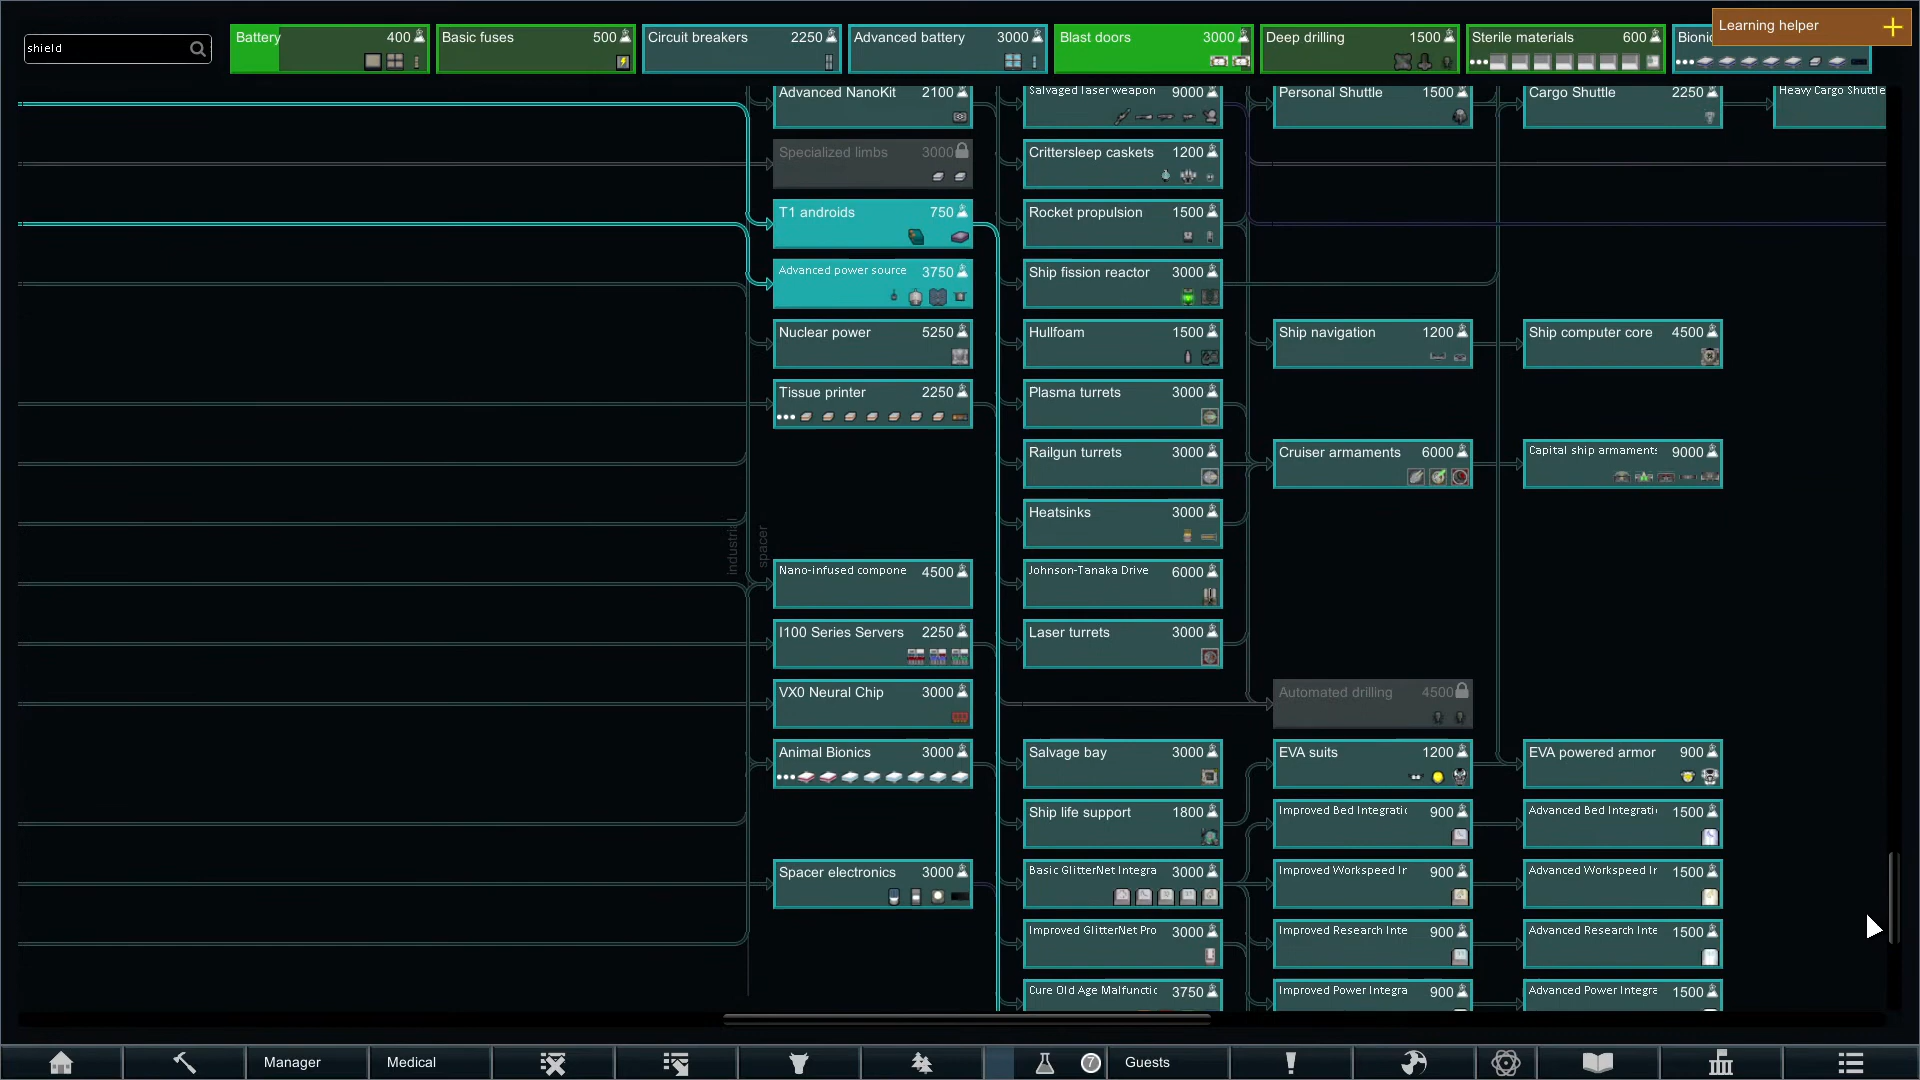 shield
Battery 400
Basic fuses 500
Circuit breakers 2250
Advanced battery 3000
Blast doors 3000
Deep drilling 1500
Sterile materials 600
Bionic
Learning helper
Advanced NanoKit 2100
Salvaged laser weapon 9000
Personal Shuttle 1500
Cargo Shuttle 2250
Heavy Cargo Shuttle
Specialized limbs 3000
Crittersleep caskets 1200
T1 androids 750
Rocket propulsion 1500
Advanced power source 3750
Ship fission reactor 3000
Nuclear power 5250
Hullfoam 1500
Ship navigation 1200
Ship computer core 4500
Tissue printer 2250
Plasma turrets 3000
Railgun turrets 3000
Cruiser armaments 6000
Capital ship armaments 9000
Heatsinks 3000
industrial
spacer
Nano-infused compone 4500
Johnson-Tanaka Drive 6000
I100 Series Servers 2250
Laser turrets 3000
VX0 Neural Chip 3000
Automated drilling 4500
Animal Bionics 3000
Salvage bay 3000
EVA suits 1200
EVA powered armor 900
Ship life support 1800
Improved Bed Integratic 900
Advanced Bed Integrati 1500
Spacer electronics 3000
Basic GlitterNet Integra 3000
Improved Workspeed Ir 900
Advanced Workspeed Ir 1500
Improved GlitterNet Pro 3000
Improved Research Inte 900
Advanced Research Inte 1500
Cure Old Age Malfunctic 3750
Improved Power Integra 900
Advanced Power Integra 1500
Manager
Medical
7
Guests